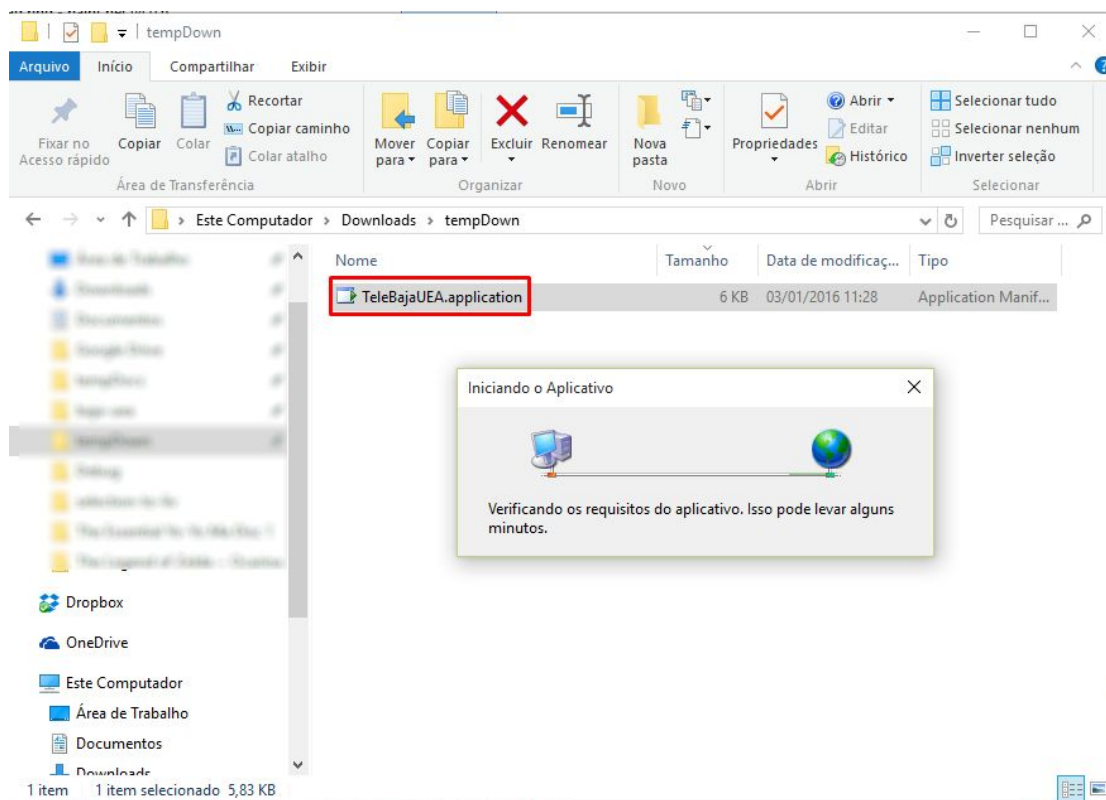 tempDown
Arquivo Início Compartilhar Exibir
Fixar no Acesso rápido
Copiar
Colar
Recortar
Copiar caminho
Colar atalho
Mover para
Copiar para
Excluir
Renomear
Nova pasta
Propriedades
Abrir
Editar
Histórico
Selecionar tudo
Selecionar nenhum
Inverter seleção
Área de Transferência Organizar Novo Abrir Selecionar
Este Computador > Downloads > tempDown
Pesquisar ...
Nome Tamanho Data de modificaç... Tipo
TeleBajaUEA.application 6 KB 03/01/2016 11:28 Application Manif...
Iniciando o Aplicativo
Verificando os requisitos do aplicativo. Isso pode levar alguns
minutos.
Dropbox
OneDrive
Este Computador
Área de Trabalho
Documentos
Downloads
1 item 1 item selecionado 5,83 KB